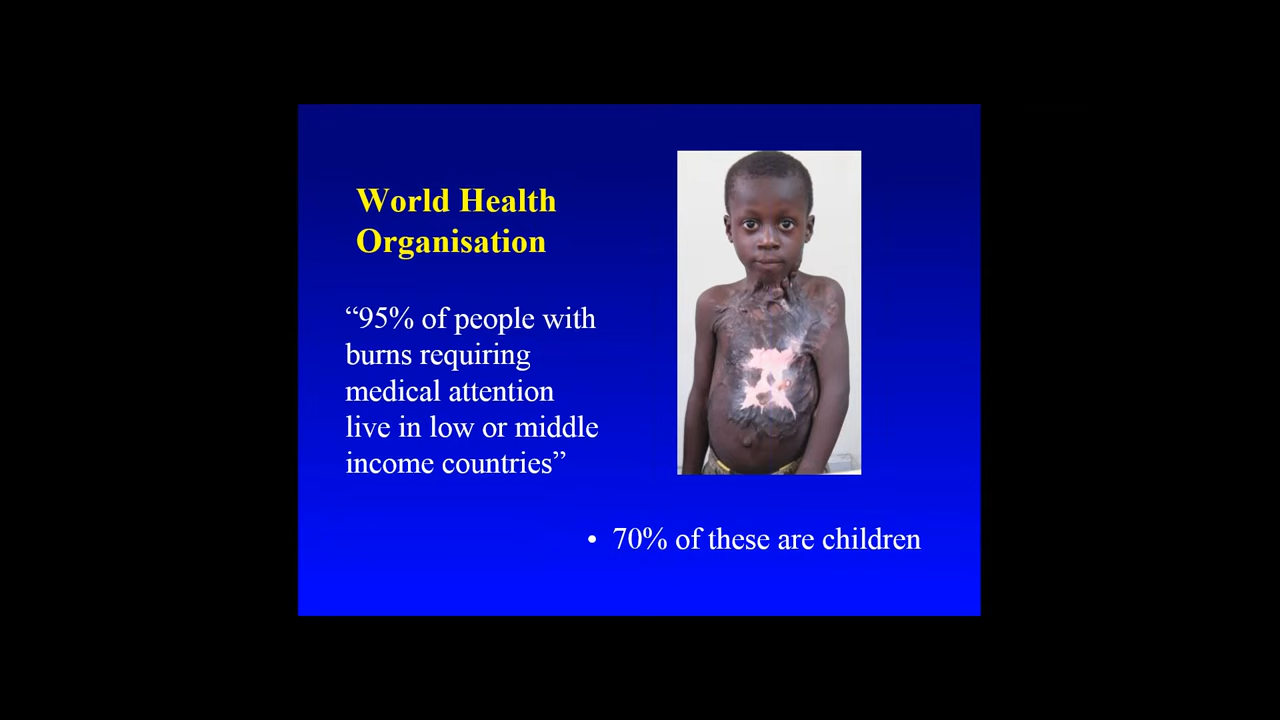 World Health
Organisation
“95% of people with
burns requiring
medical attention
live in low or middle
income countries”
• 70% of these are children